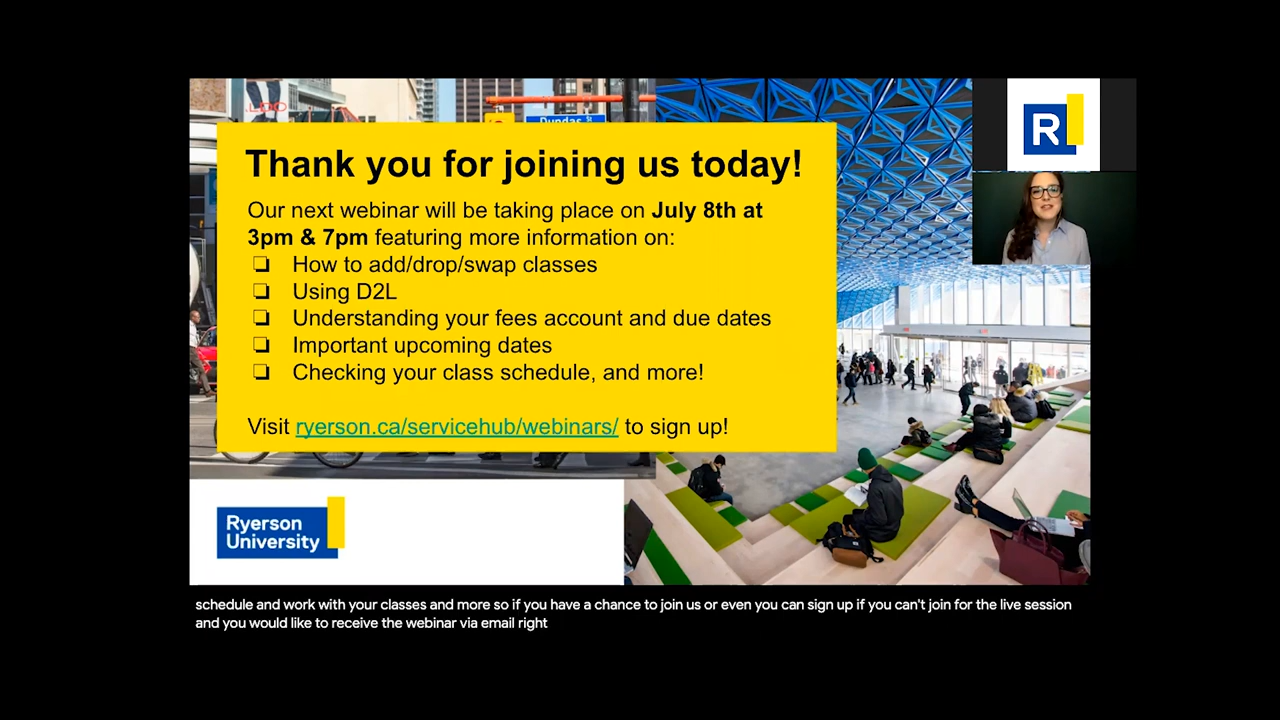 Dundas
Thank you for joining us today!
Our next webinar will be taking place on July 8th at
3pm & 7pm featuring more information on:
❏ How to add/drop/swap classes
❏ Using D2L
❏ Understanding your fees account and due dates
❏ Important upcoming dates
❏ Checking your class schedule, and more!
Visit ryerson.ca/servicehub/webinars/ to sign up!
R
Ryerson
University
schedule and work with your classes and more so if you have a chance to join us or even you can sign up if you can't join for the live session
and you would like to receive the webinar via email right